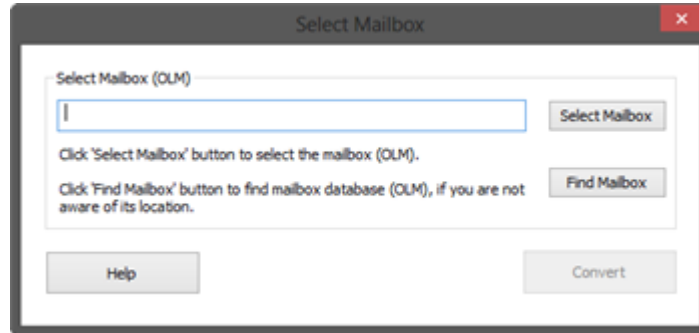 Select Mailbox
Select Mailbox (OLM)
Select Mailbox
Click 'Select Mailbox' button to select the mailbox (OLM).
Click 'Find Mailbox' button to find mailbox database (OLM), if you are not
aware of its location.
Find Mailbox
Help
Convert